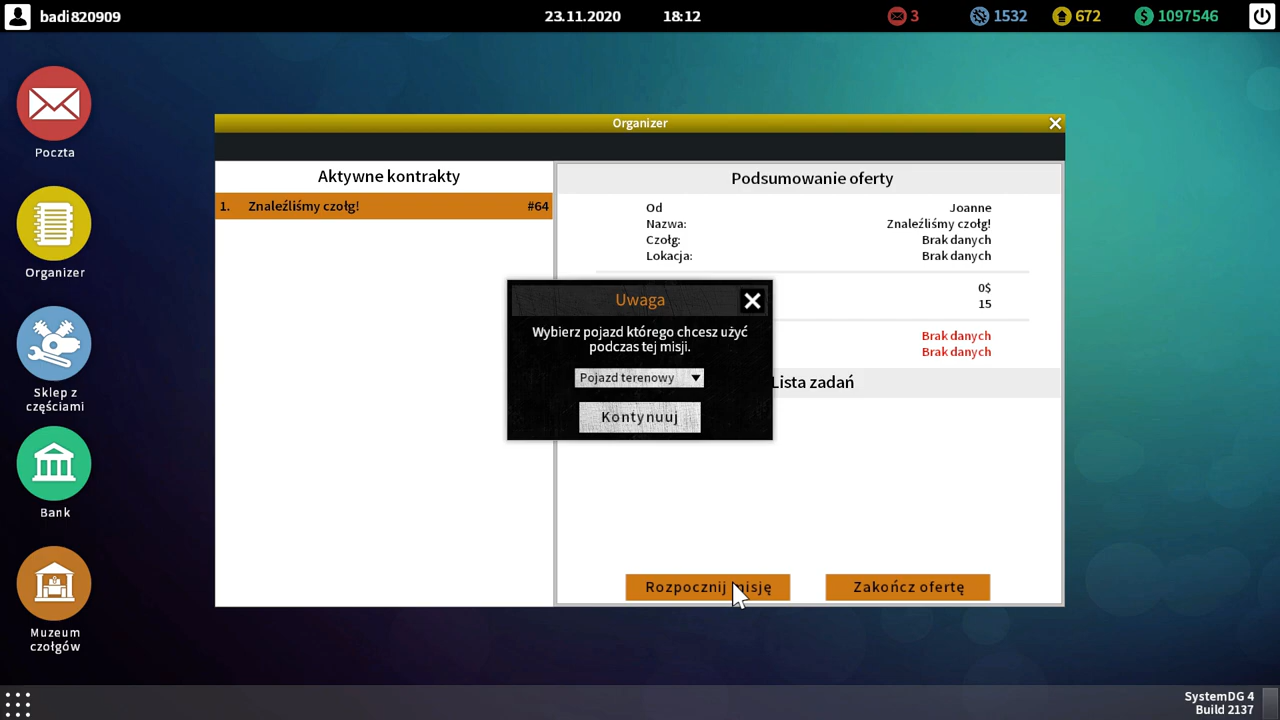 badi820909
23.11.2020
18:12
3
1532
672
1097546
Poczta
Organizer
Sklep z
częściami
Bank
Muzeum
czołgów
Organizer
Aktywne kontrakty
1. Znaleźliśmy czołg! #64
Podsumowanie oferty
Od Joanne
Nazwa: Znaleźliśmy czołg!
Czołg: Brak danych
Lokacja: Brak danych
0$
15
Brak danych
Brak danych
Lista zadań
Uwaga
Wybierz pojazd którego chcesz użyć
podczas tej misji.
Pojazd terenowy
Kontynuuj
Rozpocznij misję
Zakończ ofertę
SystemDG 4
Build 2137